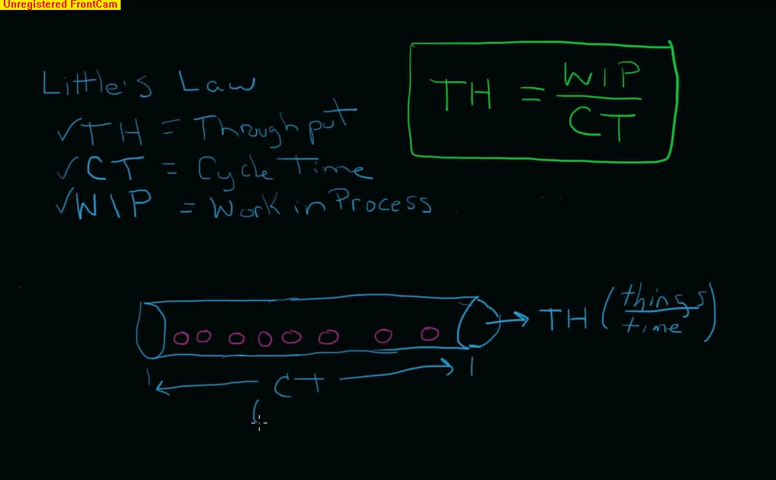 Unregistered FrontCam
Little's Law
TH = WIP / CT
√TH = Throughput
√CT = Cycle Time
√WIP = Work in Process
TH (things / time)
CT
(